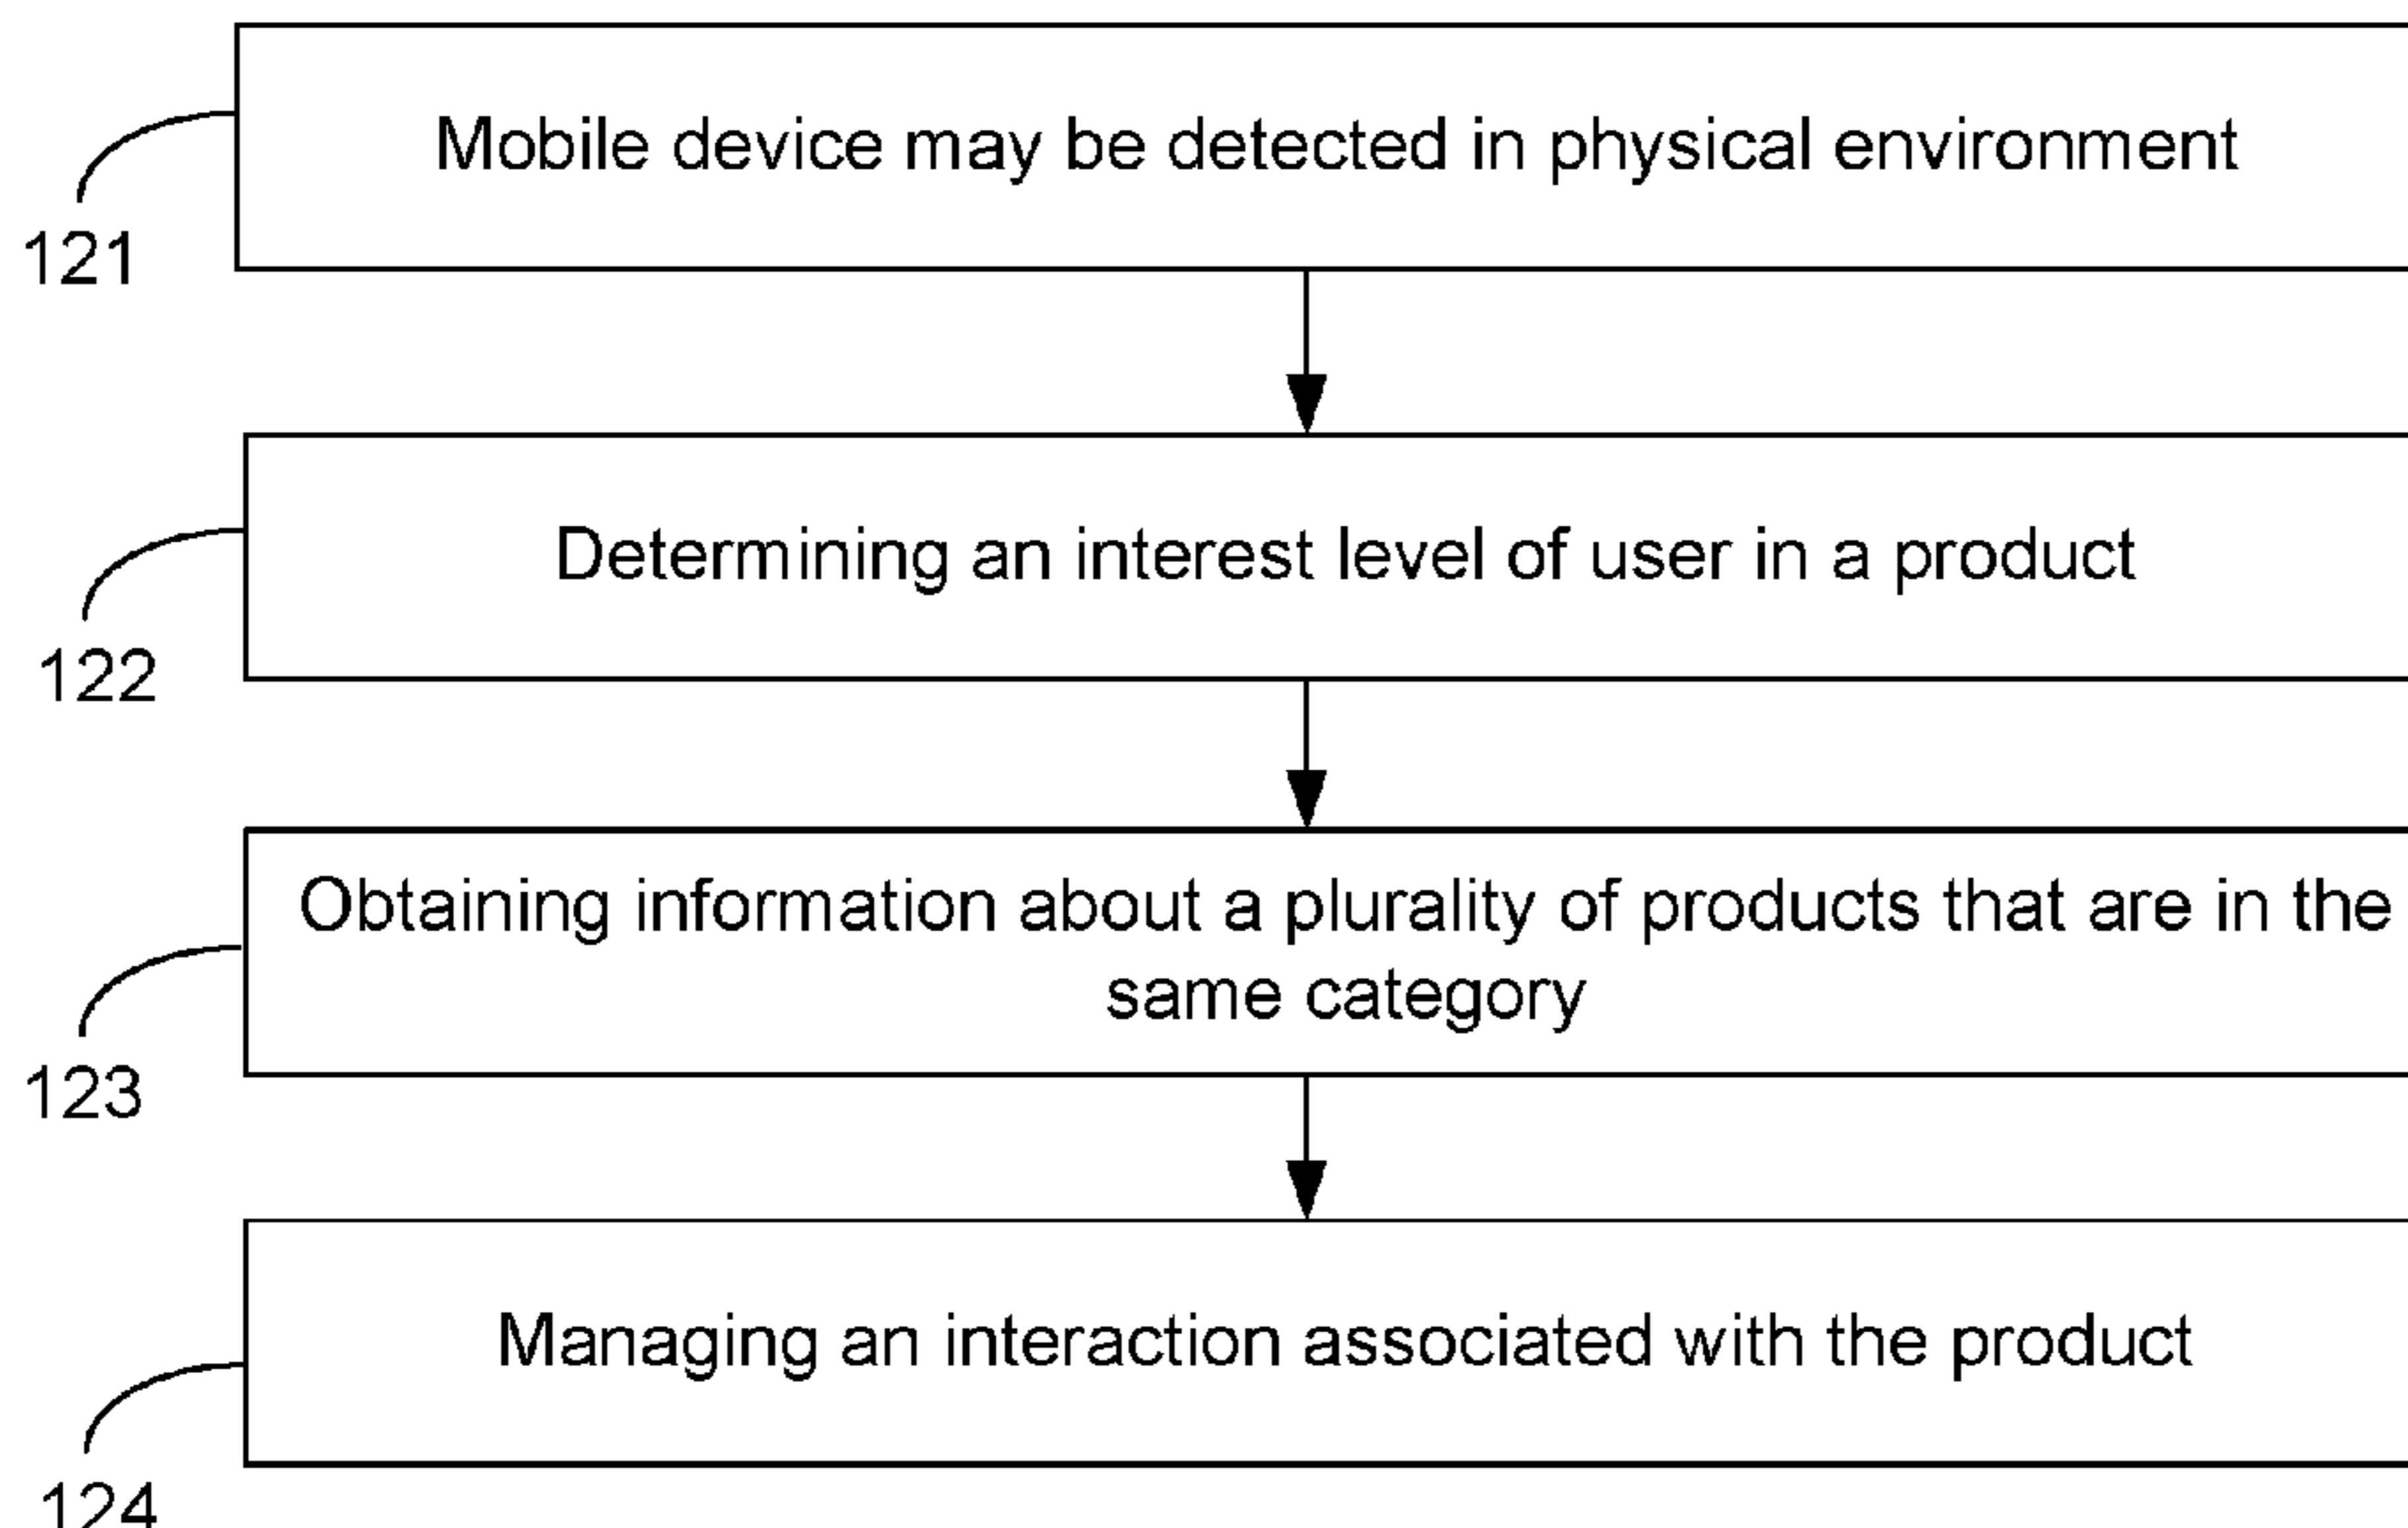 Mobile device may be detected in physical environment
121
Determining an interest level of user in a product
122
Obtaining information about a plurality of products that are in the
same category
123
Managing an interaction associated with the product
124